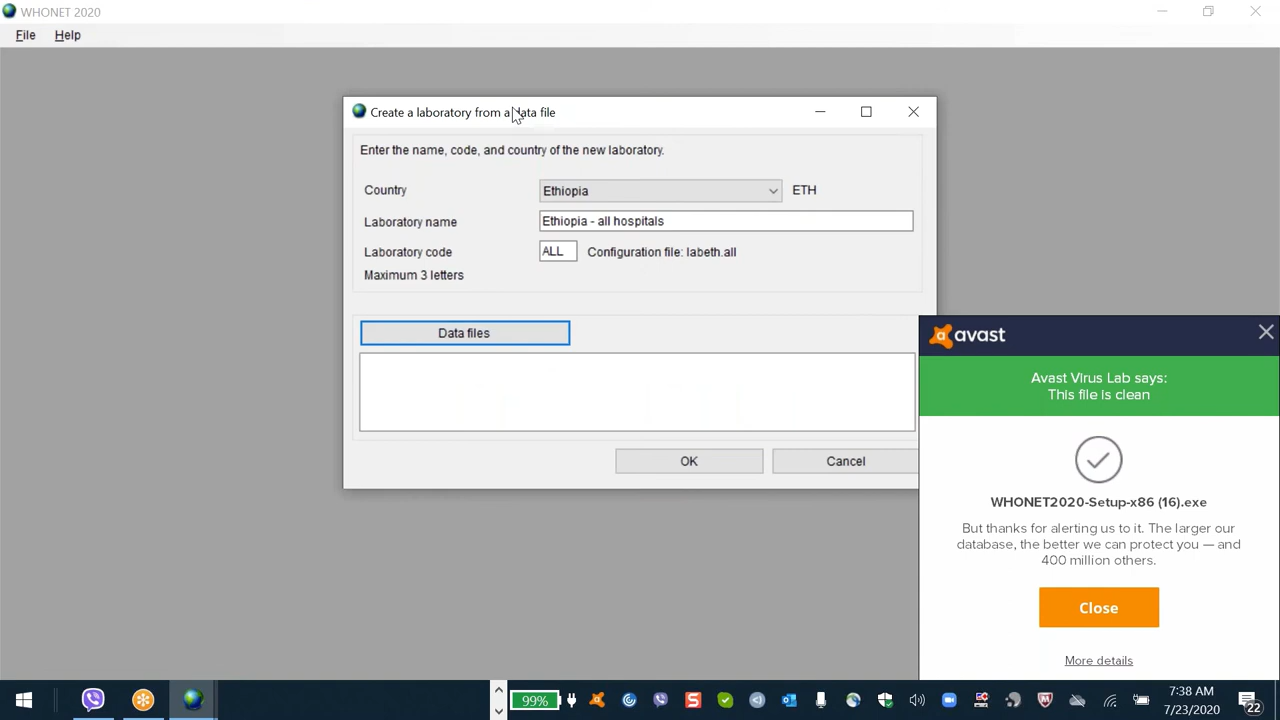 WHONET 2020
File Help
Create a laboratory from a data file
Enter the name, code, and country of the new laboratory.
Country Ethiopia ETH
Laboratory name Ethiopia - all hospitals
Laboratory code ALL Configuration file: labeth.all
Maximum 3 letters
Data files
OK Cancel
avast
Avast Virus Lab says:
This file is clean
WHONET2020-Setup-x86 (16).exe
But thanks for alerting us to it. The larger our
database, the better we can protect you — and
400 million others.
Close
More details
99%
7:38 AM
7/23/2020
22